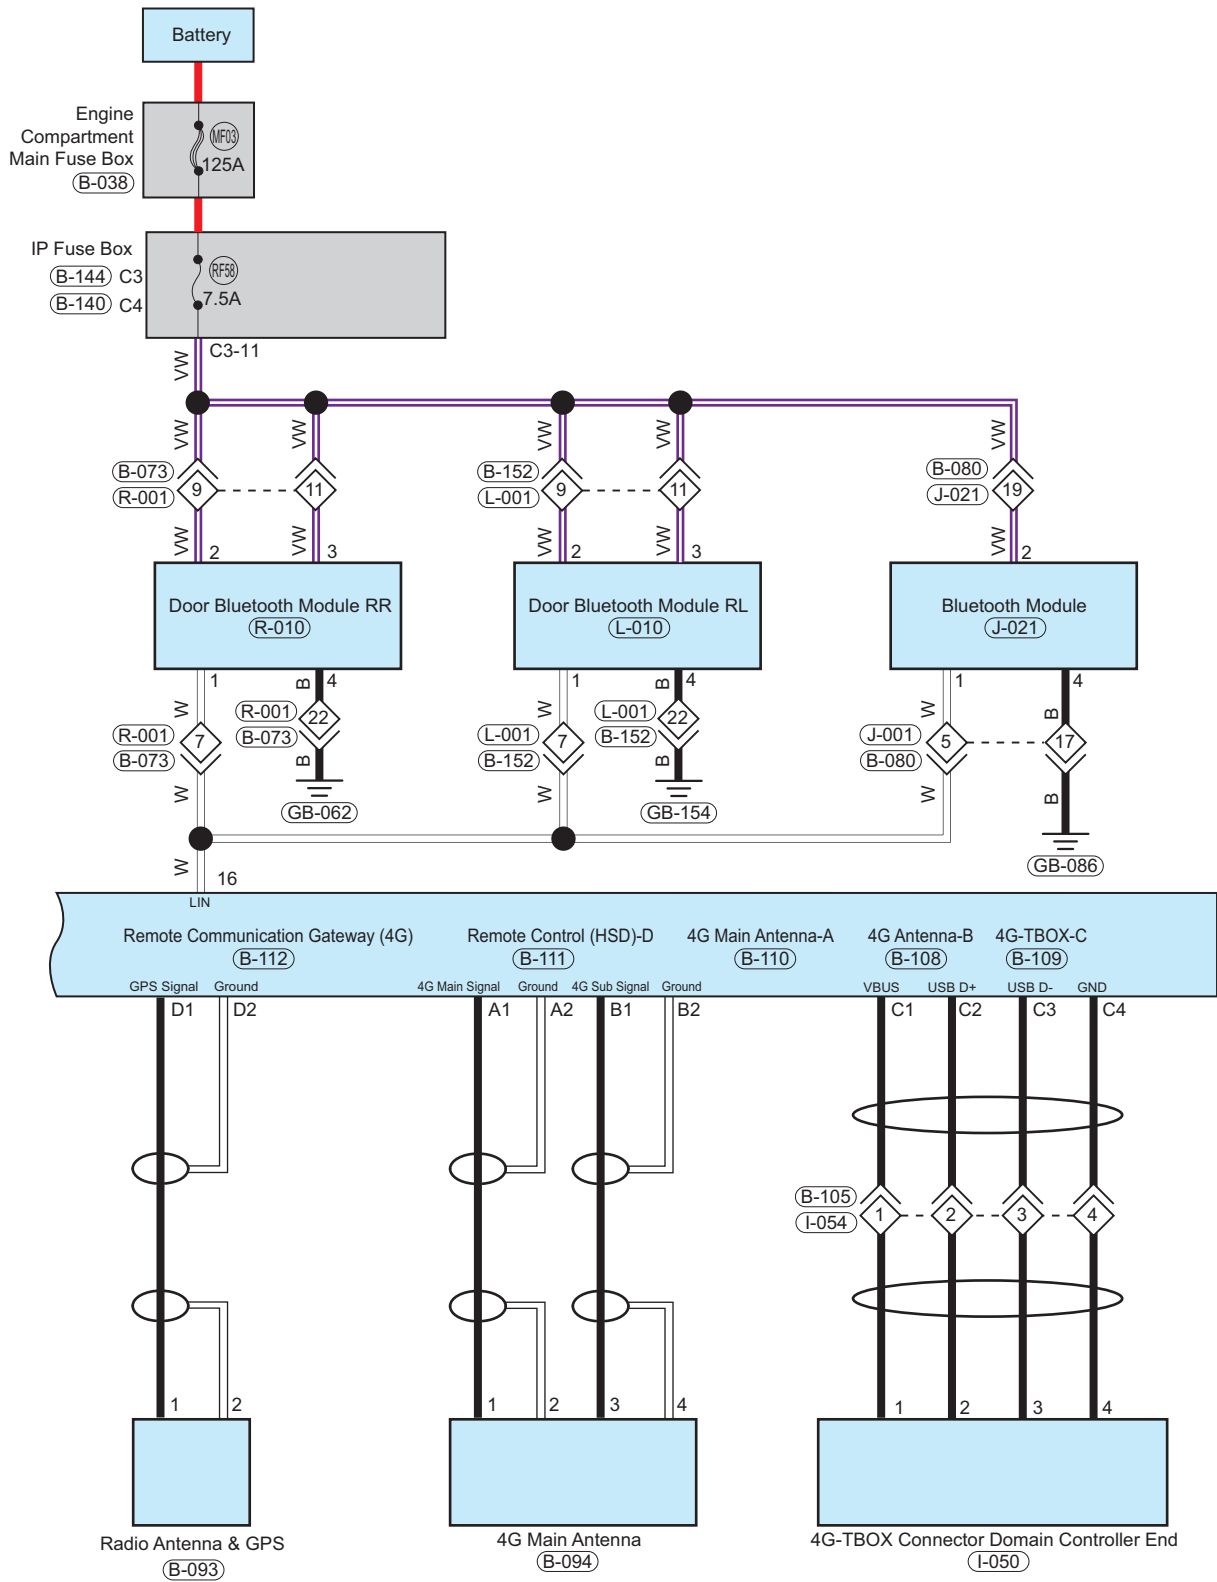 Battery
Engine
Compartment
Main Fuse Box
B-038
MF03
125A
IP Fuse Box
B-144 C3
B-140 C4
RF58
7.5A
C3-11
VW
VW VW VW VW VW
B-073
R-001
9 11
B-152
L-001
9 11
B-080
J-021
19
VW VW VW VW VW
2 3 2 3 2
Door Bluetooth Module RR
R-010
Door Bluetooth Module RL
L-010
Bluetooth Module
J-021
1 4 1 4 1 4
W B W B W B
R-001
B-073
7
R-001
B-073
22
L-001
B-152
7
L-001
B-152
22
J-001
B-080
5 17
W B W B W B
GB-062
GB-154
GB-086
W
16
LIN
Remote Communication Gateway (4G)
B-112
Remote Control (HSD)-D
B-111
4G Main Antenna-A
B-110
4G Antenna-B
B-108
4G-TBOX-C
B-109
GPS Signal Ground 4G Main Signal Ground 4G Sub Signal Ground VBUS USB D+ USB D- GND
D1 D2 A1 A2 B1 B2 C1 C2 C3 C4
B-105
I-054
1 2 3 4
1 2 1 2 3 4 1 2 3 4
Radio Antenna & GPS
B-093
4G Main Antenna
B-094
4G-TBOX Connector Domain Controller End
I-050